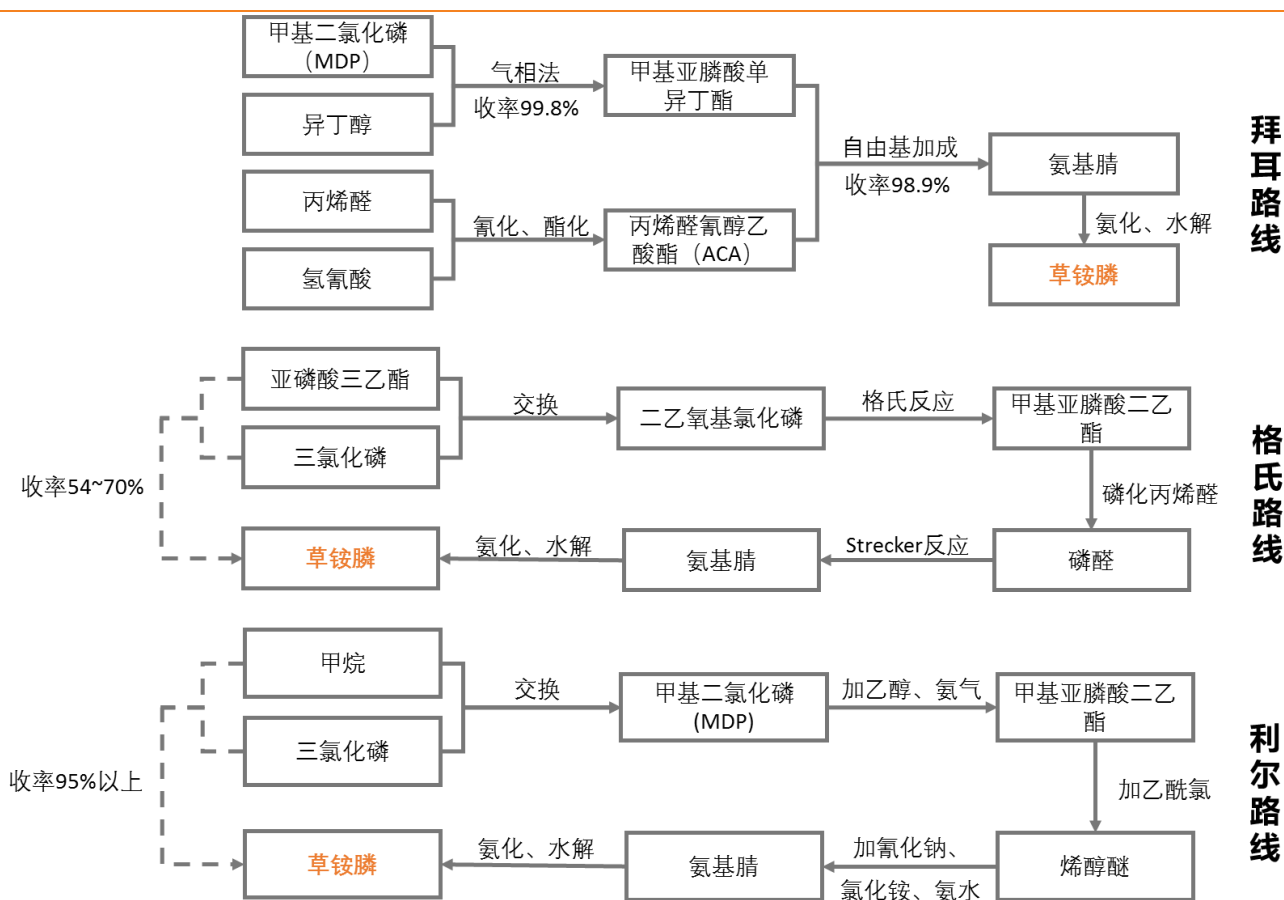 甲基二氯化磷
（MDP）
异丁醇
气相法
收率99.8%
甲基亚膦酸单
异丁酯
丙烯醛
氢氰酸
氰化、酯化
丙烯醛氰醇乙
酸酯（ACA）
自由基加成
收率98.9%
氨基腈
氨化、水解
草铵膦
拜耳路线
亚磷酸三乙酯
三氯化磷
交换
二乙氧基氯化磷
格氏反应
甲基亚膦酸二乙
酯
收率54~70%
磷化丙烯醛
草铵膦
氨化、水解
氨基腈
Strecker反应
磷醛
格氏路线
甲烷
三氯化磷
交换
甲基二氯化磷
(MDP)
加乙醇、氨气
甲基亚膦酸二乙
酯
收率95%以上
加乙酰氯
草铵膦
氨化、水解
氨基腈
加氰化钠、
氯化铵、氨水
烯醇醚
利尔路线